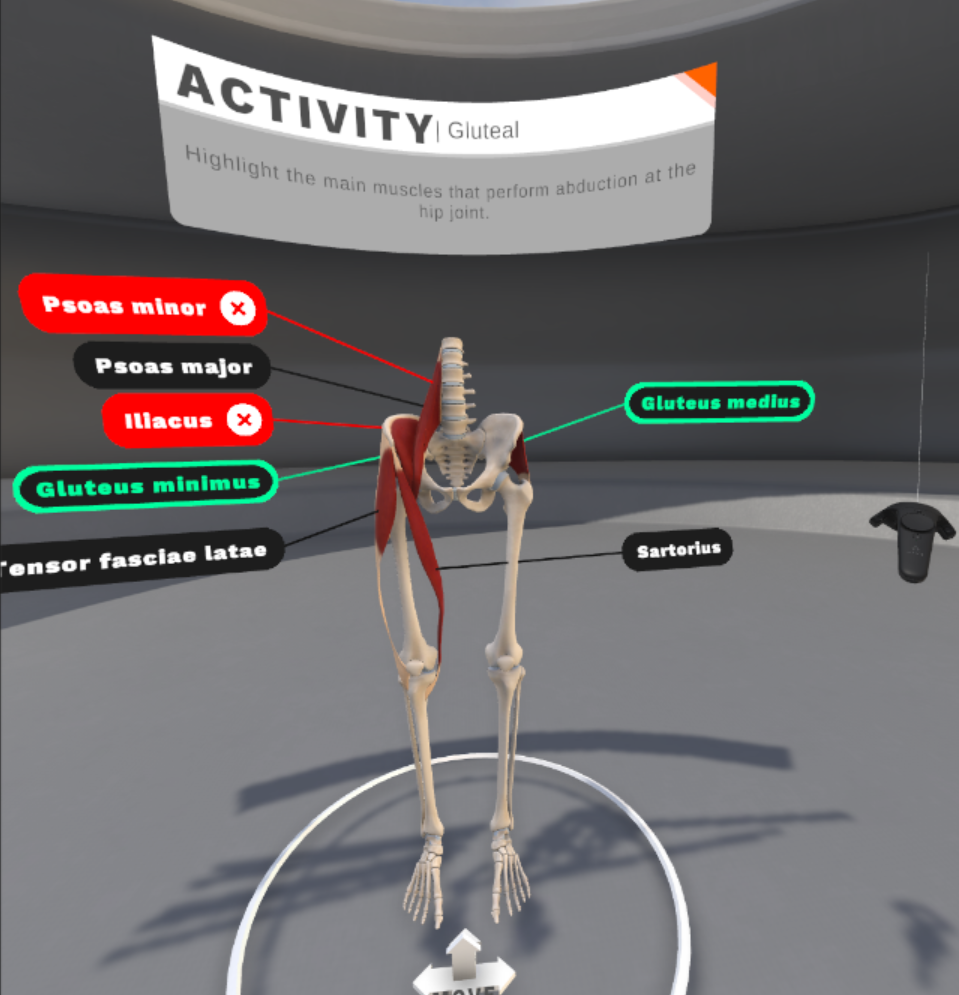 ACTIVITY | Gluteal
Highlight the main muscles that perform abduction at the
hip joint.
Psoas minor
Psoas major
Iliacus
Gluteus medius
Gluteus minimus
Tensor fasciae latae
Sartorius
MOVE